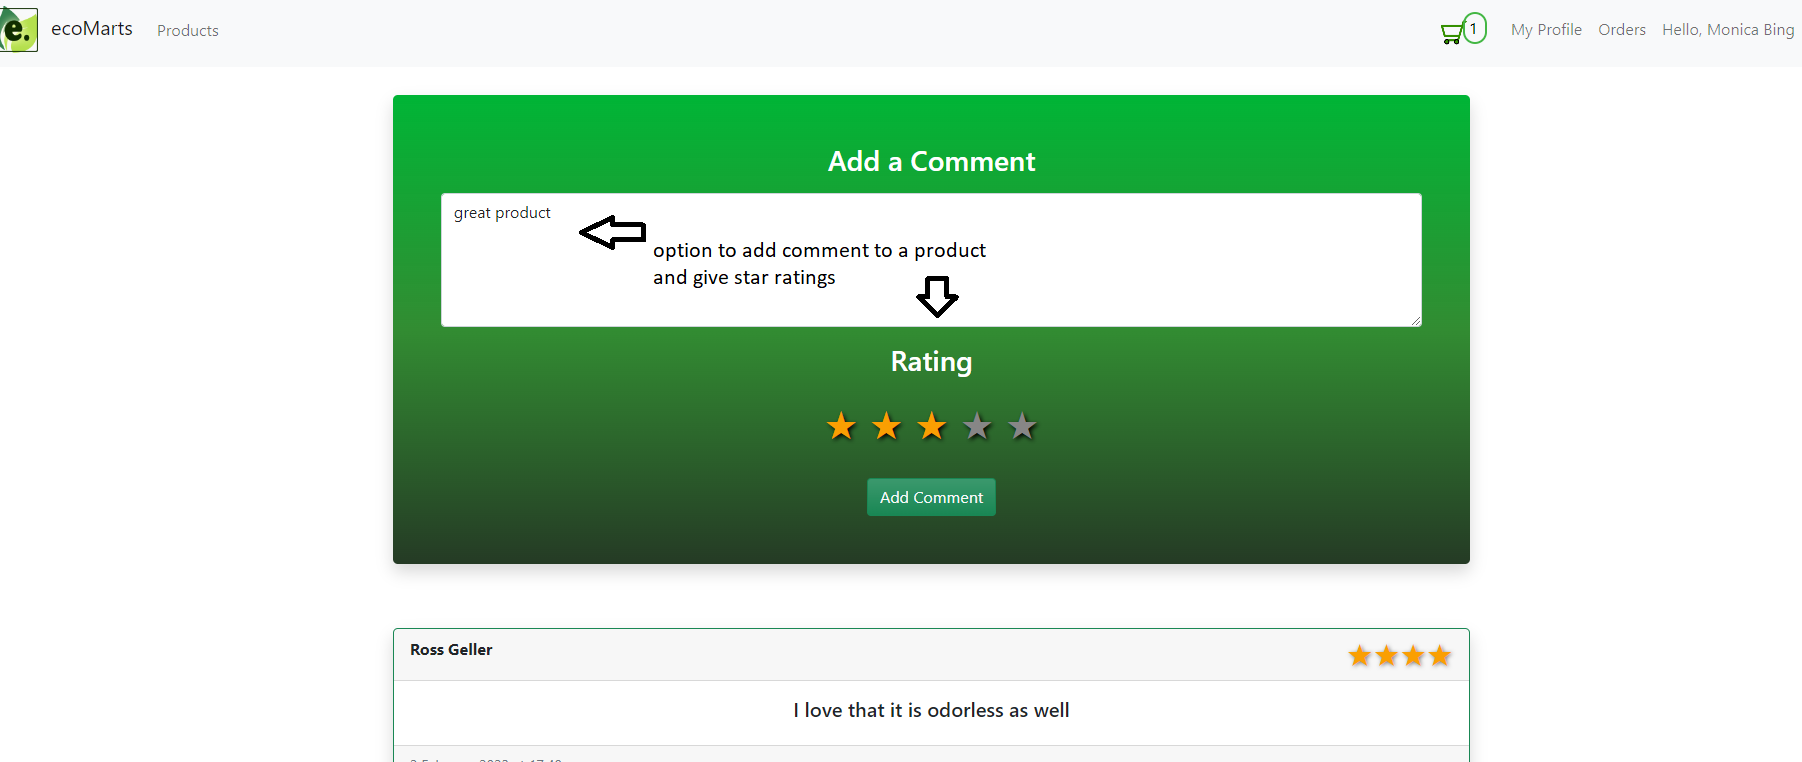 e.
ecoMarts
Products
1
My Profile
Orders
Hello, Monica Bing
Add a Comment
great product
option to add comment to a product
and give star ratings
Rating
Add Comment
Ross Geller
I love that it is odorless as well